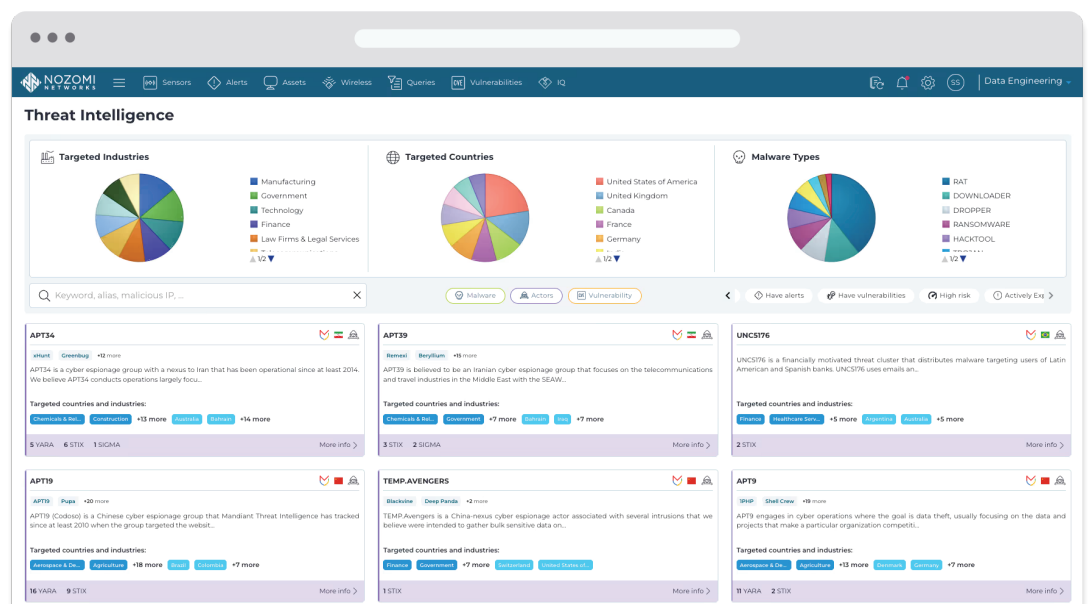 NOZOMI
NETWORKS
Sensors
Alerts
Assets
Wireless
Queries
CVE Vulnerabilities
IQ
SS
Data Engineering
Threat Intelligence
Targeted Industries
Manufacturing
Government
Technology
Finance
Law Firms & Legal Services
1/2
Targeted Countries
United States of America
United Kingdom
Canada
France
Germany
1/2
Malware Types
RAT
DOWNLOADER
DROPPER
RANSOMWARE
HACKTOOL
1/2
Keyword, alias, malicious IP, ...
Malware
Actors
Vulnerability
Have alerts
Have vulnerabilities
High risk
Actively Exp
APT34
eHunt Greenbug +12 more
APT34 is a cyber espionage group with a nexus to Iran that has been operational since at least 2014.
We believe APT34 conducts operations largely focu...
Targeted countries and industries:
Chemicals & Rel... Construction +13 more Australia Bahrain +14 more
5 YARA 6 STIX 1 SIGMA More info
APT39
Remexi Beryllium +15 more
APT39 is believed to be an Iranian cyber espionage group that focuses on the telecommunications
and travel industries in the Middle East with the SEAW...
Targeted countries and industries:
Chemicals & Rel... Government +7 more Bahrain Iraq +7 more
3 STIX 2 SIGMA More info
UNC5176
UNC5176 is a financially motivated threat cluster that distributes malware targeting users of Latin
American and Spanish banks. UNC5176 uses emails an...
Targeted countries and industries:
Finance Healthcare Serv... +5 more Argentina Australia +5 more
2 STIX More info
APT19
APT19 Pupa +20 more
APT19 (Codoso) is a Chinese cyber espionage group that Mandiant Threat Intelligence has tracked
since at least 2010 when the group targeted the websit...
Targeted countries and industries:
Aerospace & De... Agriculture +18 more Brazil Colombia +7 more
16 YARA 9 STIX More info
TEMP.AVENGERS
Blackvine Deep Panda +2 more
TEMP.Avengers is a China-nexus cyber espionage actor associated with several intrusions that we
believe were intended to gather bulk sensitive data on...
Targeted countries and industries:
Finance Government +7 more Switzerland United States of...
1 STIX More info
APT9
1PHP Shell Crew +19 more
APT9 engages in cyber operations where the goal is data theft, usually focusing on the data and
projects that make a particular organization competiti...
Targeted countries and industries:
Aerospace & De... Agriculture +13 more Denmark Germany +7 more
11 YARA 2 STIX More info